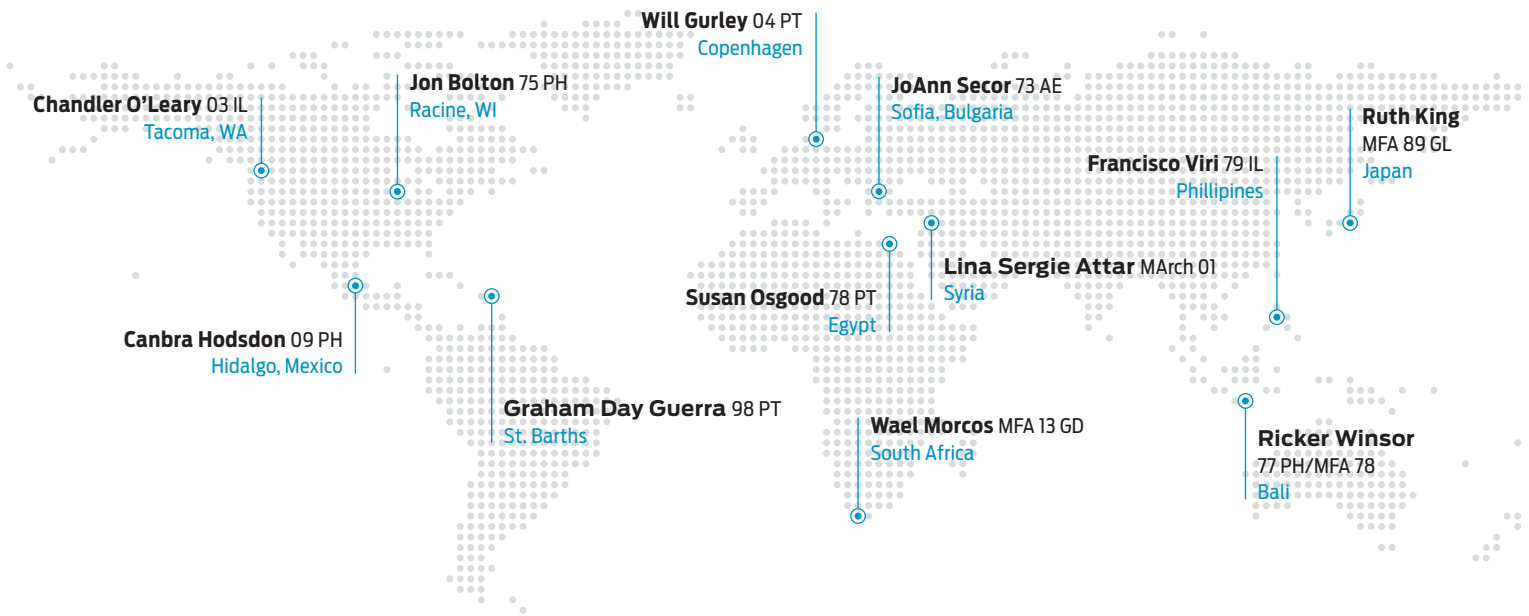 Will Gurley 04 PT
Copenhagen
Jon Bolton 75 PH
Racine, WI
JoAnn Secor 73 AE
Sofia, Bulgaria
Chandler O'Leary 03 IL
Tacoma, WA
Ruth King
MFA 89 GL
Japan
Francisco Viri 79 IL
Phillipines
Lina Sergie Attar MArch 01
Syria
Susan Osgood 78 PT
Egypt
Canbra Hodsdon 09 PH
Hidalgo, Mexico
Graham Day Guerra 98 PT
St. Barths
Wael Morcos MFA 13 GD
South Africa
Ricker Winsor
77 PH/MFA 78
Bali